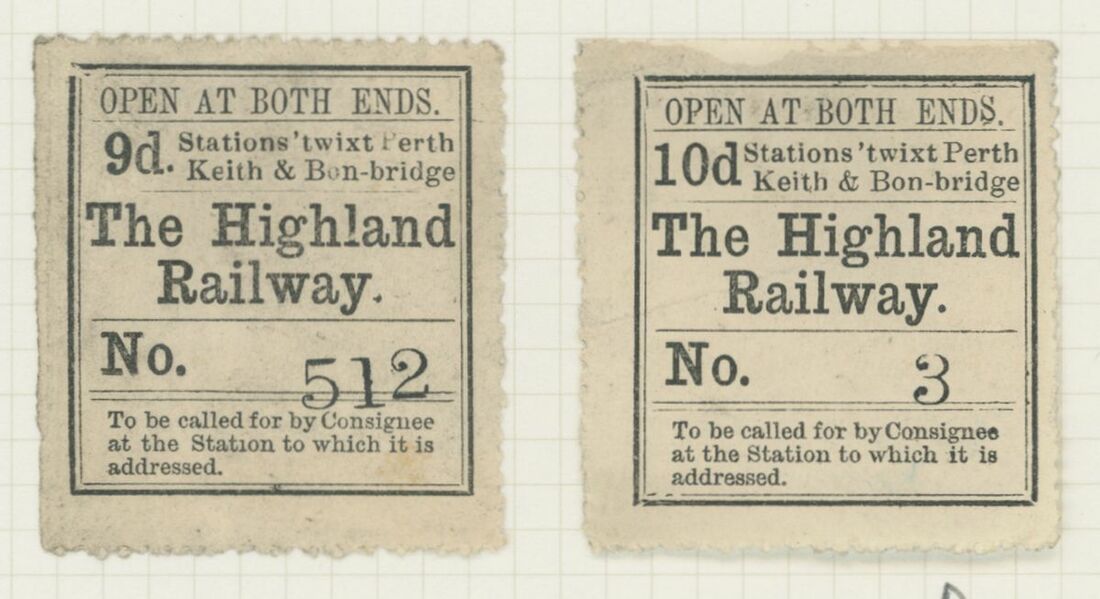 OPEN AT BOTH ENDS.
9d. Stations 'twixt Perth
Keith & Bon-bridge
The Highland
Railway.
No.
512
To be called for by Consignee
at the Station to which it is
addressed.
OPEN AT BOTH ENDS.
10d Stations 'twixt Perth
Keith & Bon-bridge
The Highland
Railway.
No.
3
To be called for by Consignee
at the Station to which it is
addressed.